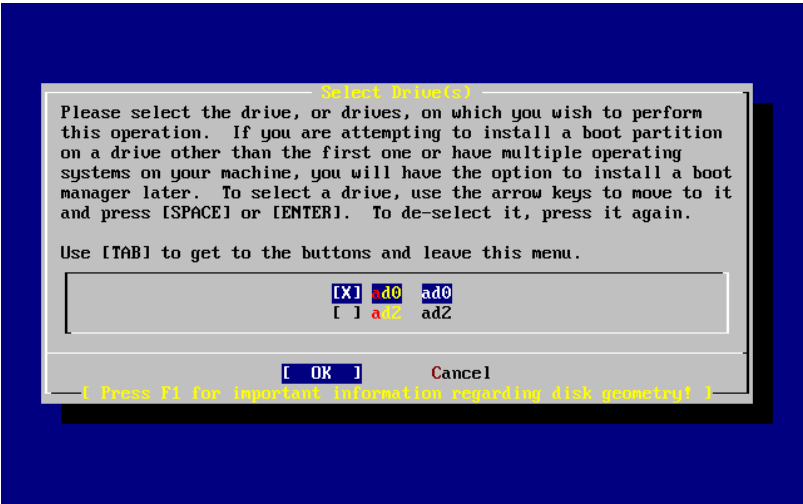 Select Drive(s)
Please select the drive, or drives, on which you wish to perform
this operation.  If you are attempting to install a boot partition
on a drive other than the first one or have multiple operating
systems on your machine, you will have the option to install a boot
manager later.  To select a drive, use the arrow keys to move to it
and press [SPACE] or [ENTER].  To de-select it, press it again.
Use [TAB] to get to the buttons and leave this menu.
[X] ad0  ad0
[ ] ad2  ad2
[  OK  ]  Cancel
[ Press F1 for important information regarding disk geometry! ]